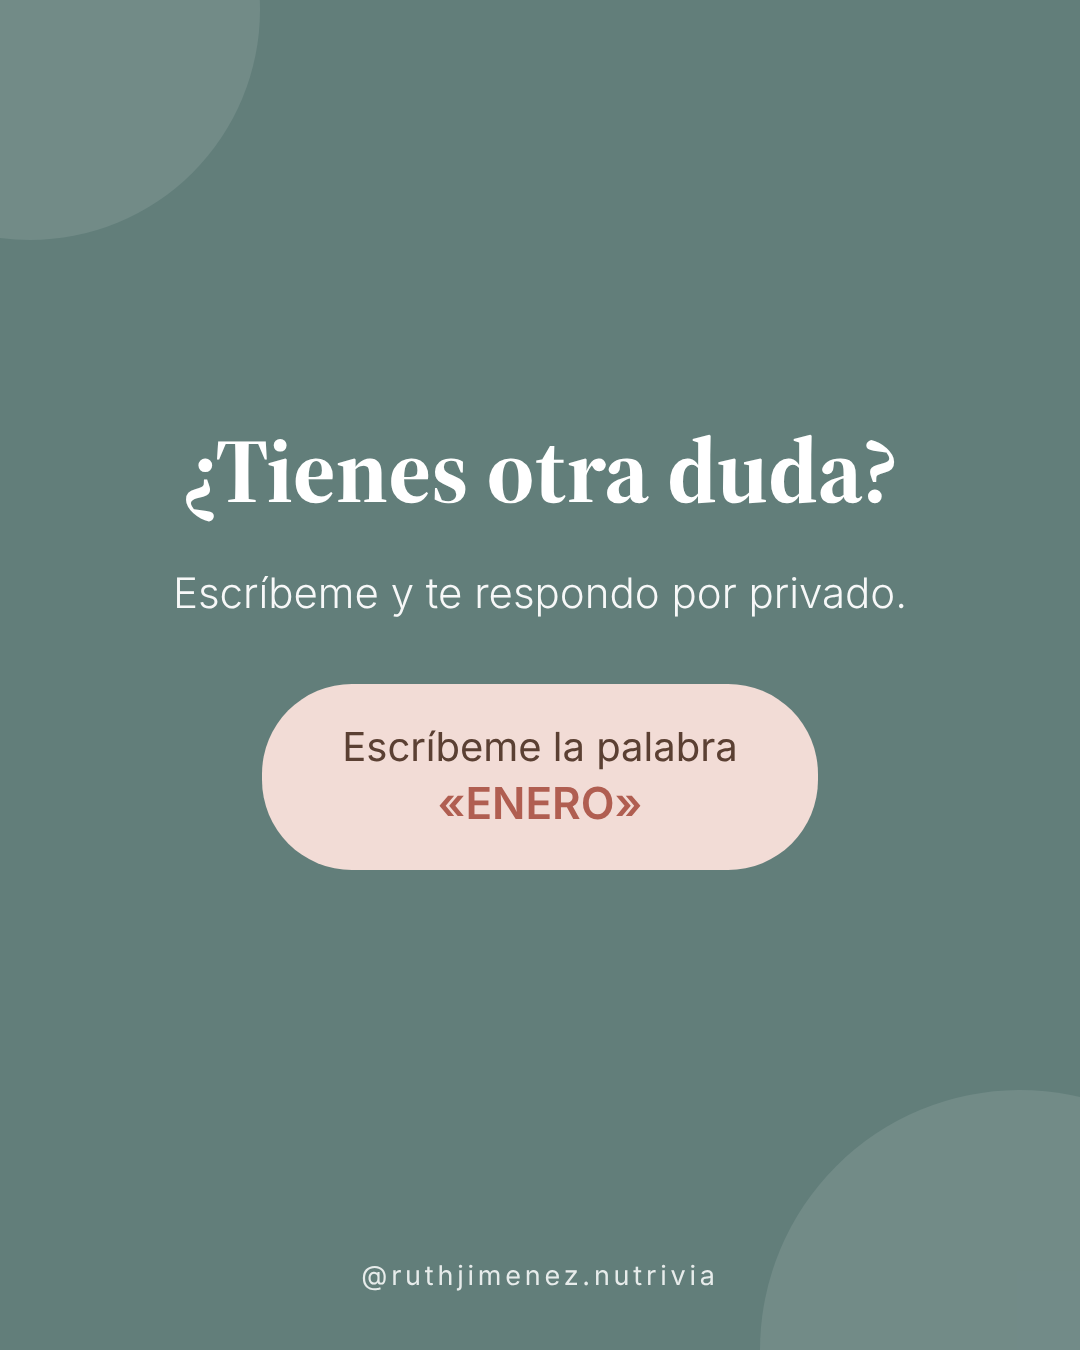 ¿Tienes otra duda?
Escríbeme y te respondo por privado.
Escríbeme la palabra
«ENERO»
@ruthjimenez.nutrivia